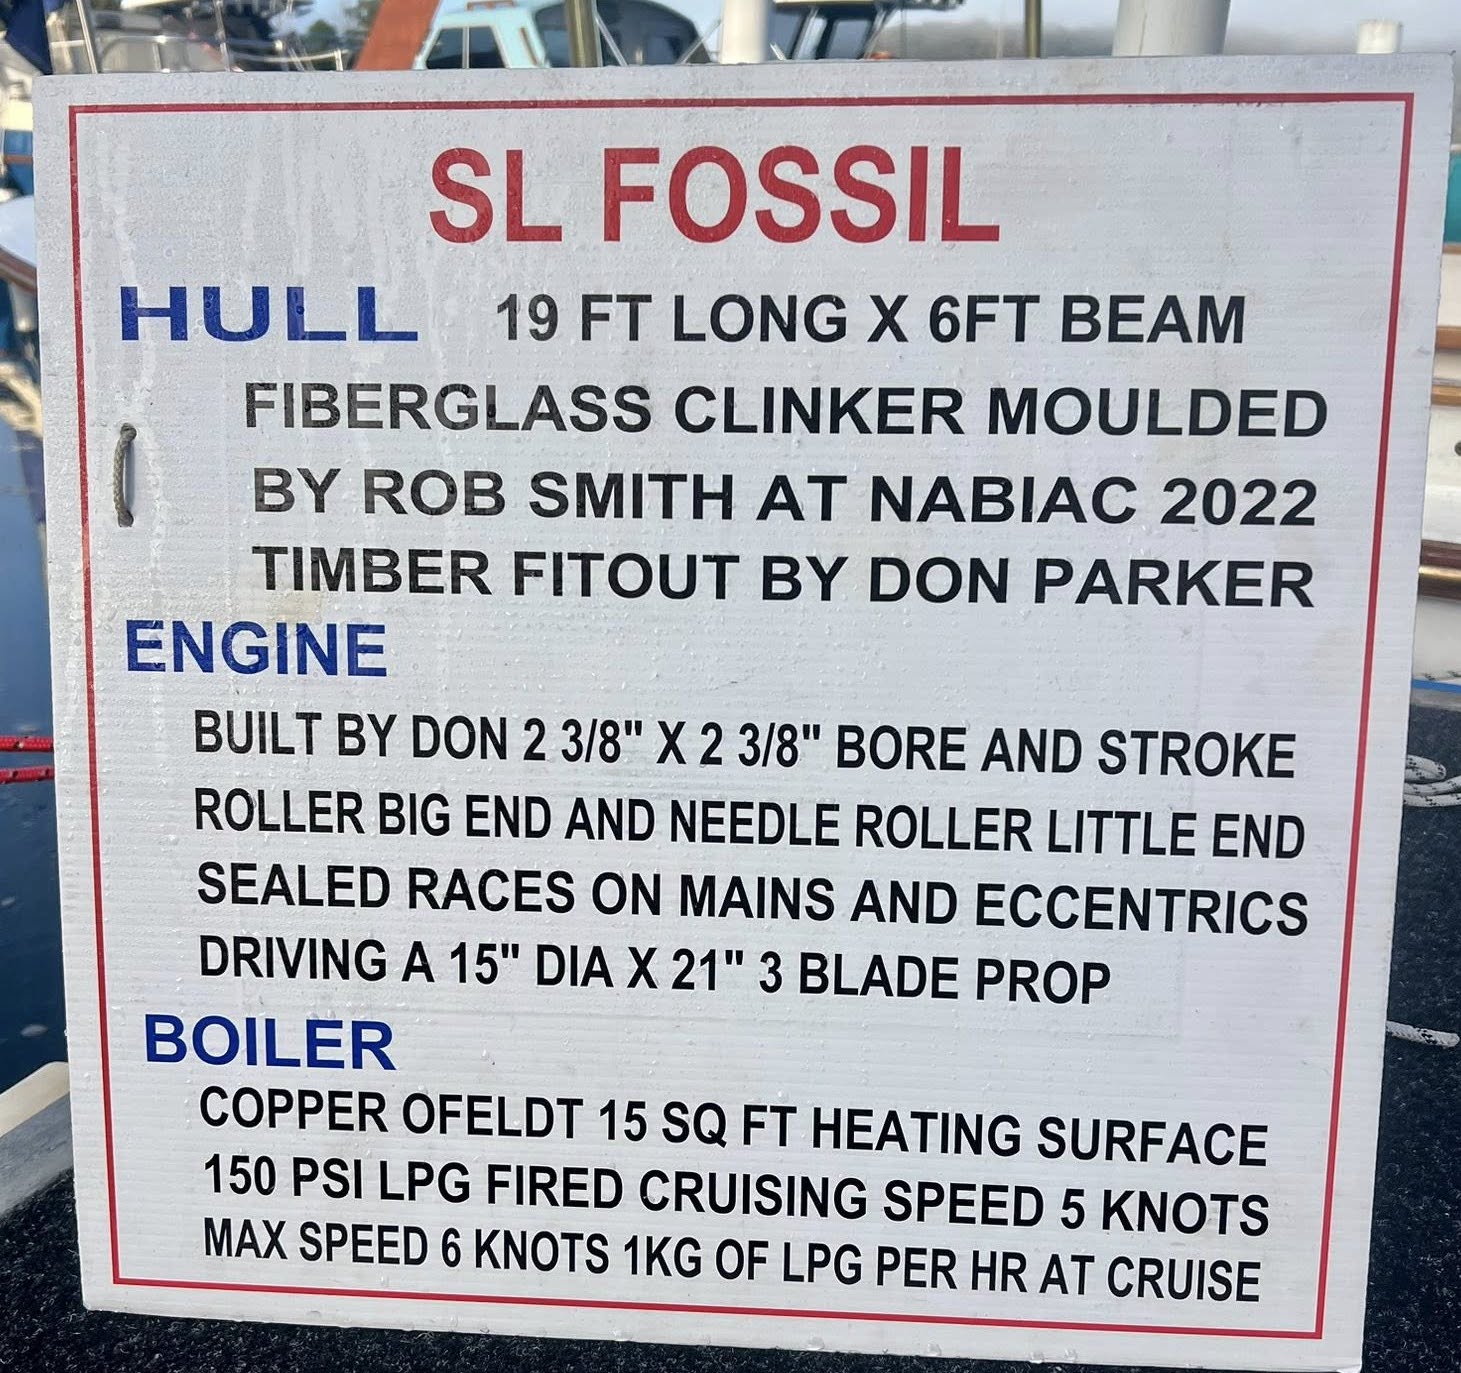 SL FOSSIL
HULL 19 FT LONG X 6FT BEAM
FIBERGLASS CLINKER MOULDED
BY ROB SMITH AT NABIAC 2022
TIMBER FITOUT BY DON PARKER
ENGINE
BUILT BY DON 2 3/8" X 2 3/8" BORE AND STROKE
ROLLER BIG END AND NEEDLE ROLLER LITTLE END
SEALED RACES ON MAINS AND ECCENTRICS
DRIVING A 15" DIA X 21" 3 BLADE PROP
BOILER
COPPER OFELDT 15 SQ FT HEATING SURFACE
150 PSI LPG FIRED CRUISING SPEED 5 KNOTS
MAX SPEED 6 KNOTS 1KG OF LPG PER HR AT CRUISE